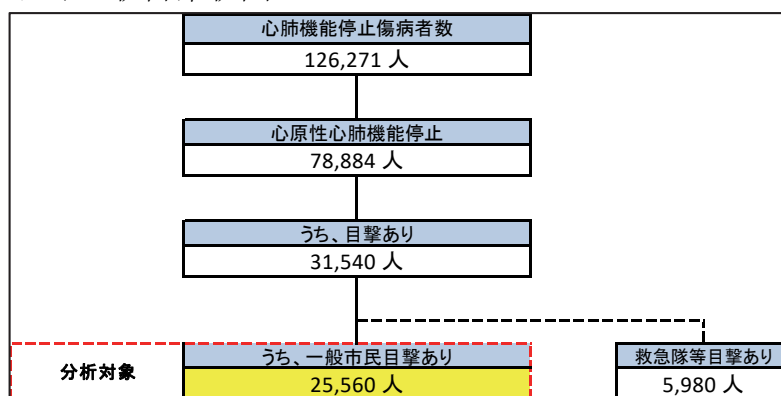 心肺機能停止傷病者数
126,271 人
心原性心肺機能停止
78,884 人
うち、目撃あり
31,540 人
分析対象
うち、一般市民目撃あり
25,560 人
救急隊等目撃あり
5,980 人